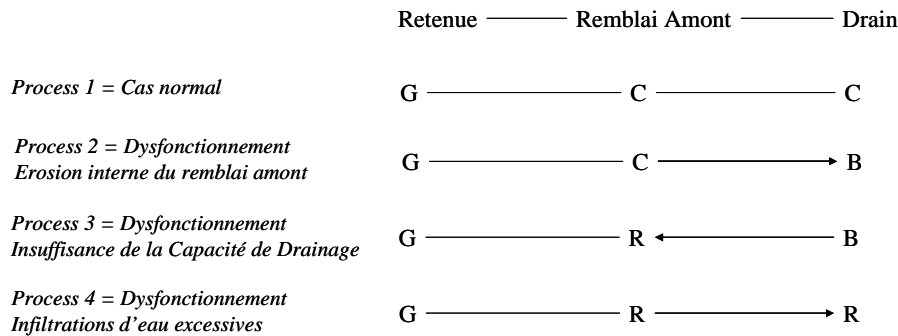 Retenue Remblai Amont Drain
Process 1 = Cas normal G C C
Process 2 = Dysfonctionnement
Erosion interne du remblai amont G C B
Process 3 = Dysfonctionnement
Insuffisance de la Capacité de Drainage G R B
Process 4 = Dysfonctionnement
Infiltrations d'eau excessives G R R